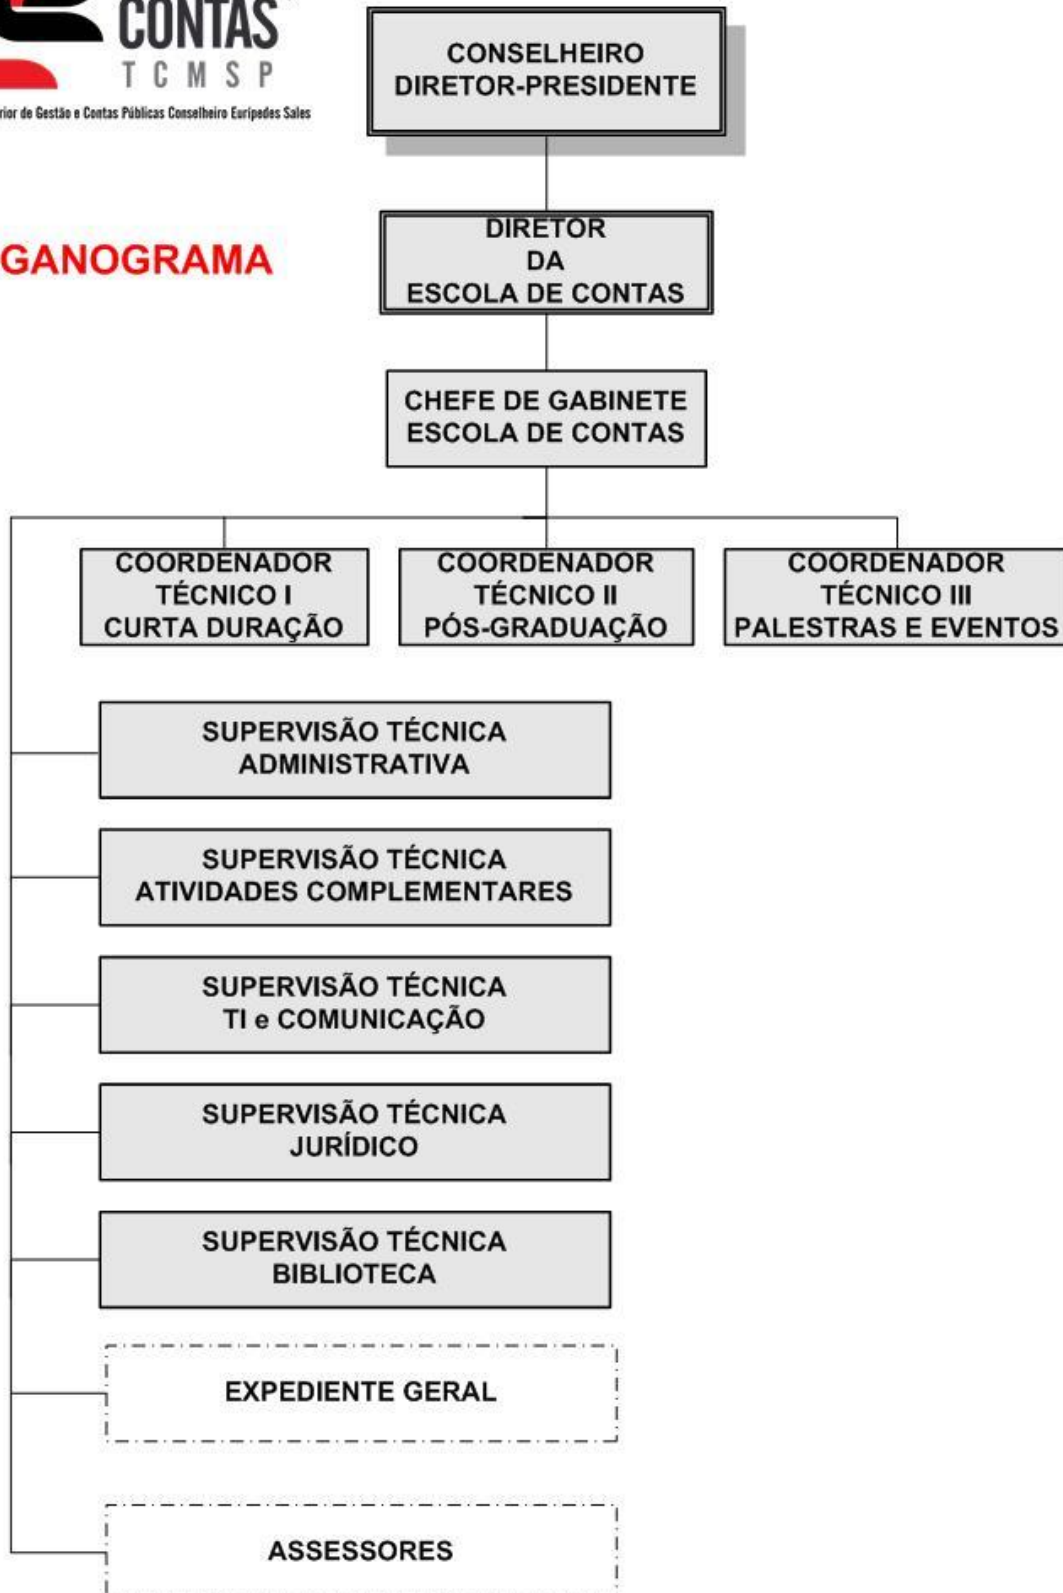 CONTAS
TCMSP
rior de Gestão e Contas Públicas Conselheiro Eurípedes Sales
GANOGRAMA
CONSELHEIRO
DIRETOR-PRESIDENTE
DIRETOR
DA
ESCOLA DE CONTAS
CHEFE DE GABINETE
ESCOLA DE CONTAS
COORDENADOR
TÉCNICO I
CURTA DURAÇÃO
COORDENADOR
TÉCNICO II
PÓS-GRADUAÇÃO
COORDENADOR
TÉCNICO III
PALESTRAS E EVENTOS
SUPERVISÃO TÉCNICA
ADMINISTRATIVA
SUPERVISÃO TÉCNICA
ATIVIDADES COMPLEMENTARES
SUPERVISÃO TÉCNICA
TI e COMUNICAÇÃO
SUPERVISÃO TÉCNICA
JURÍDICO
SUPERVISÃO TÉCNICA
BIBLIOTECA
EXPEDIENTE GERAL
ASSESSORES